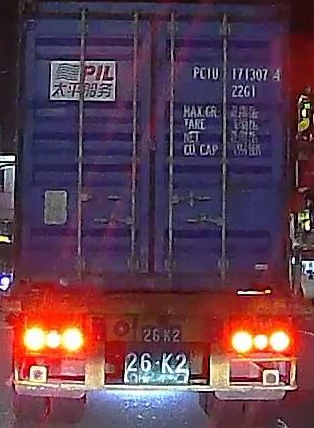 PIL
太平船务
PCIU 171307 4
22G1
MAX.GR.
TARE
NET
CU CAP
26-K2
26-K2